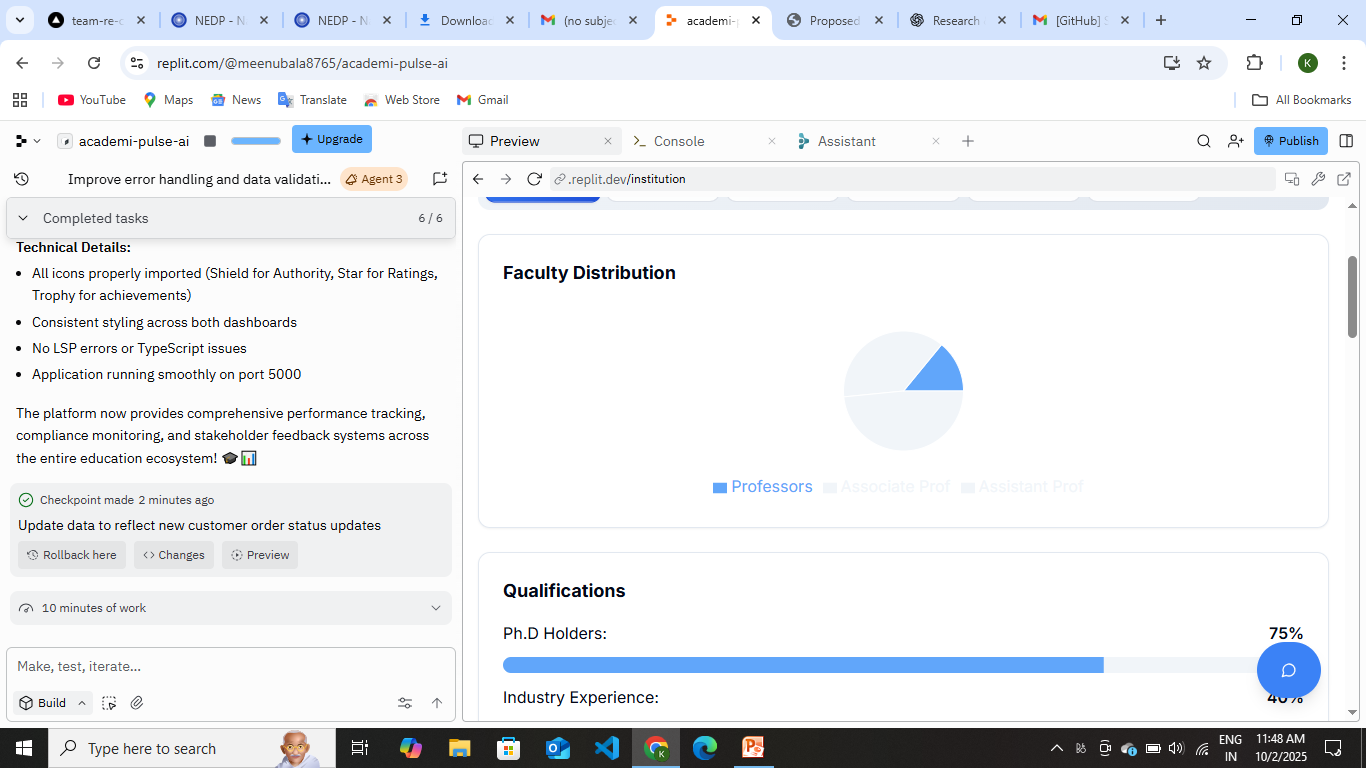 team-re-c
NEDP - N
NEDP - N
Downloa
(no subje
academi-p
Proposed
Research
[GitHub] S
replit.com/@meenubala8765/academi-pulse-ai
K
YouTube
Maps
News
Translate
Web Store
Gmail
All Bookmarks
academi-pulse-ai
Upgrade
Preview
Console
Assistant
Publish
Improve error handling and data validati...
Agent 3
.replit.dev/institution
Completed tasks
6 / 6
Technical Details:
• All icons properly imported (Shield for Authority, Star for Ratings,
Trophy for achievements)
• Consistent styling across both dashboards
• No LSP errors or TypeScript issues
• Application running smoothly on port 5000
The platform now provides comprehensive performance tracking,
compliance monitoring, and stakeholder feedback systems across
the entire education ecosystem! 🎓📊
Checkpoint made 2 minutes ago
Update data to reflect new customer order status updates
Rollback here
Changes
Preview
10 minutes of work
Make, test, iterate...
Build
Faculty Distribution
Professors
Associate Prof
Assistant Prof
Qualifications
Ph.D Holders:
75%
Industry Experience:
40%
Type here to search
ENG
IN
11:48 AM
10/2/2025